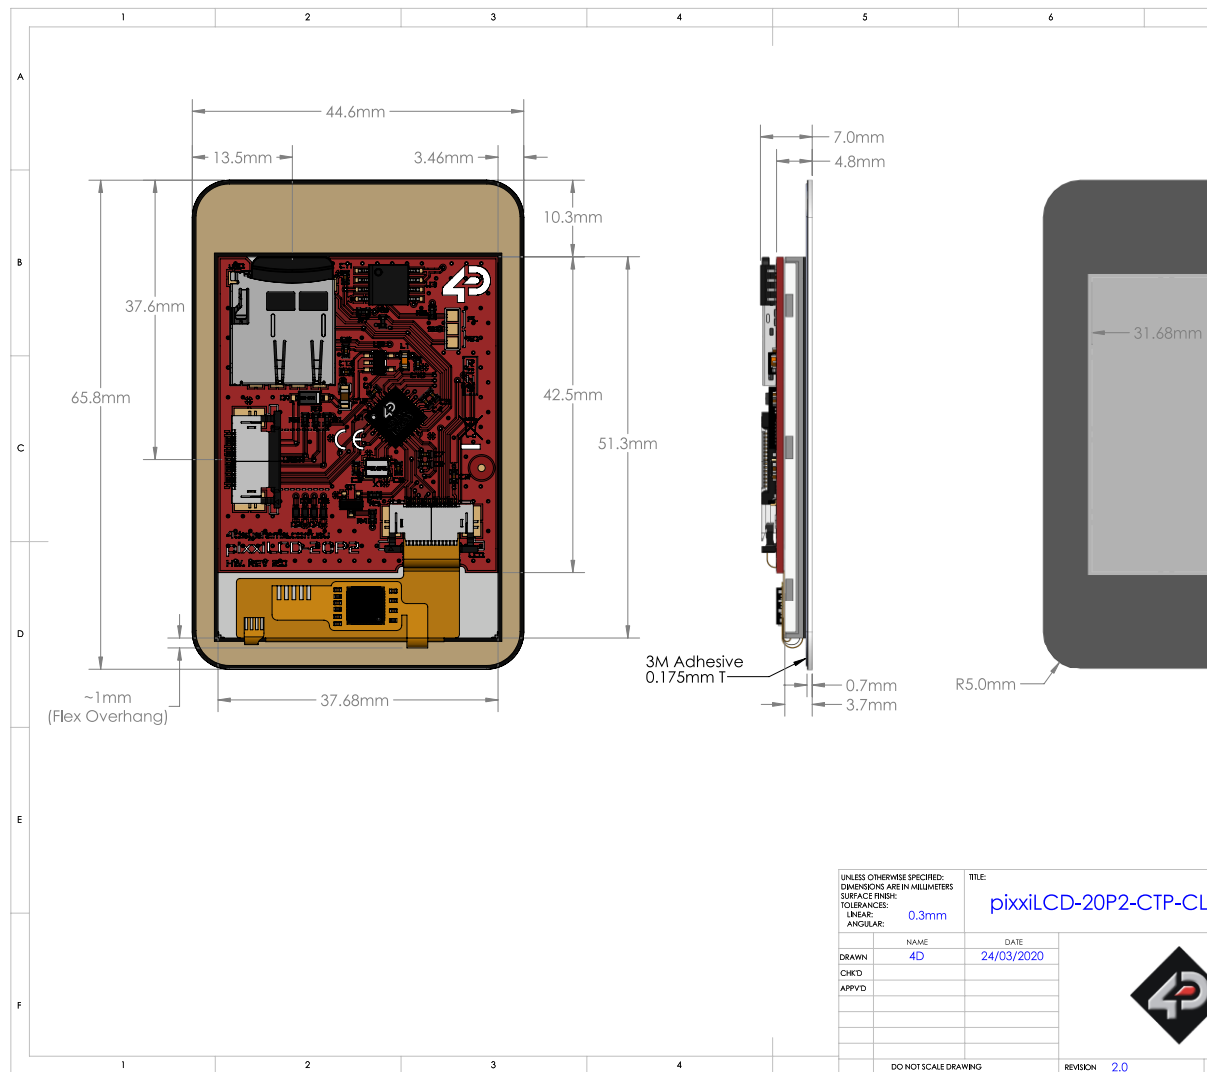 1 2 3 4 5 6
A
B
C
D
E
F
44.6mm
13.5mm
3.46mm
10.3mm
37.6mm
65.8mm
42.5mm
51.3mm
4D
CE
pixxiLCD-20P2
~1mm
(Flex Overhang)
37.68mm
7.0mm
4.8mm
3M Adhesive
0.175mm T
0.7mm
3.7mm
31.68mm
R5.0mm
UNLESS OTHERWISE SPECIFIED:
DIMENSIONS ARE IN MILLIMETERS
SURFACE FINISH:
TOLERANCES:
LINEAR: 0.3mm
ANGULAR:
TITLE:
pixxiLCD-20P2-CTP-CL
NAME DATE
DRAWN 4D 24/03/2020
CHK'D
APPV'D
4D
DO NOT SCALE DRAWING
REVISION 2.0
1 2 3 4